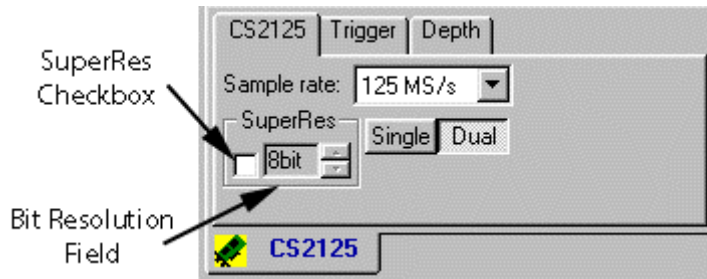 CS2125 Trigger Depth
SuperRes
Checkbox
Sample rate: 125 MS/s
SuperRes
8bit Single Dual
Bit Resolution
Field
CS2125